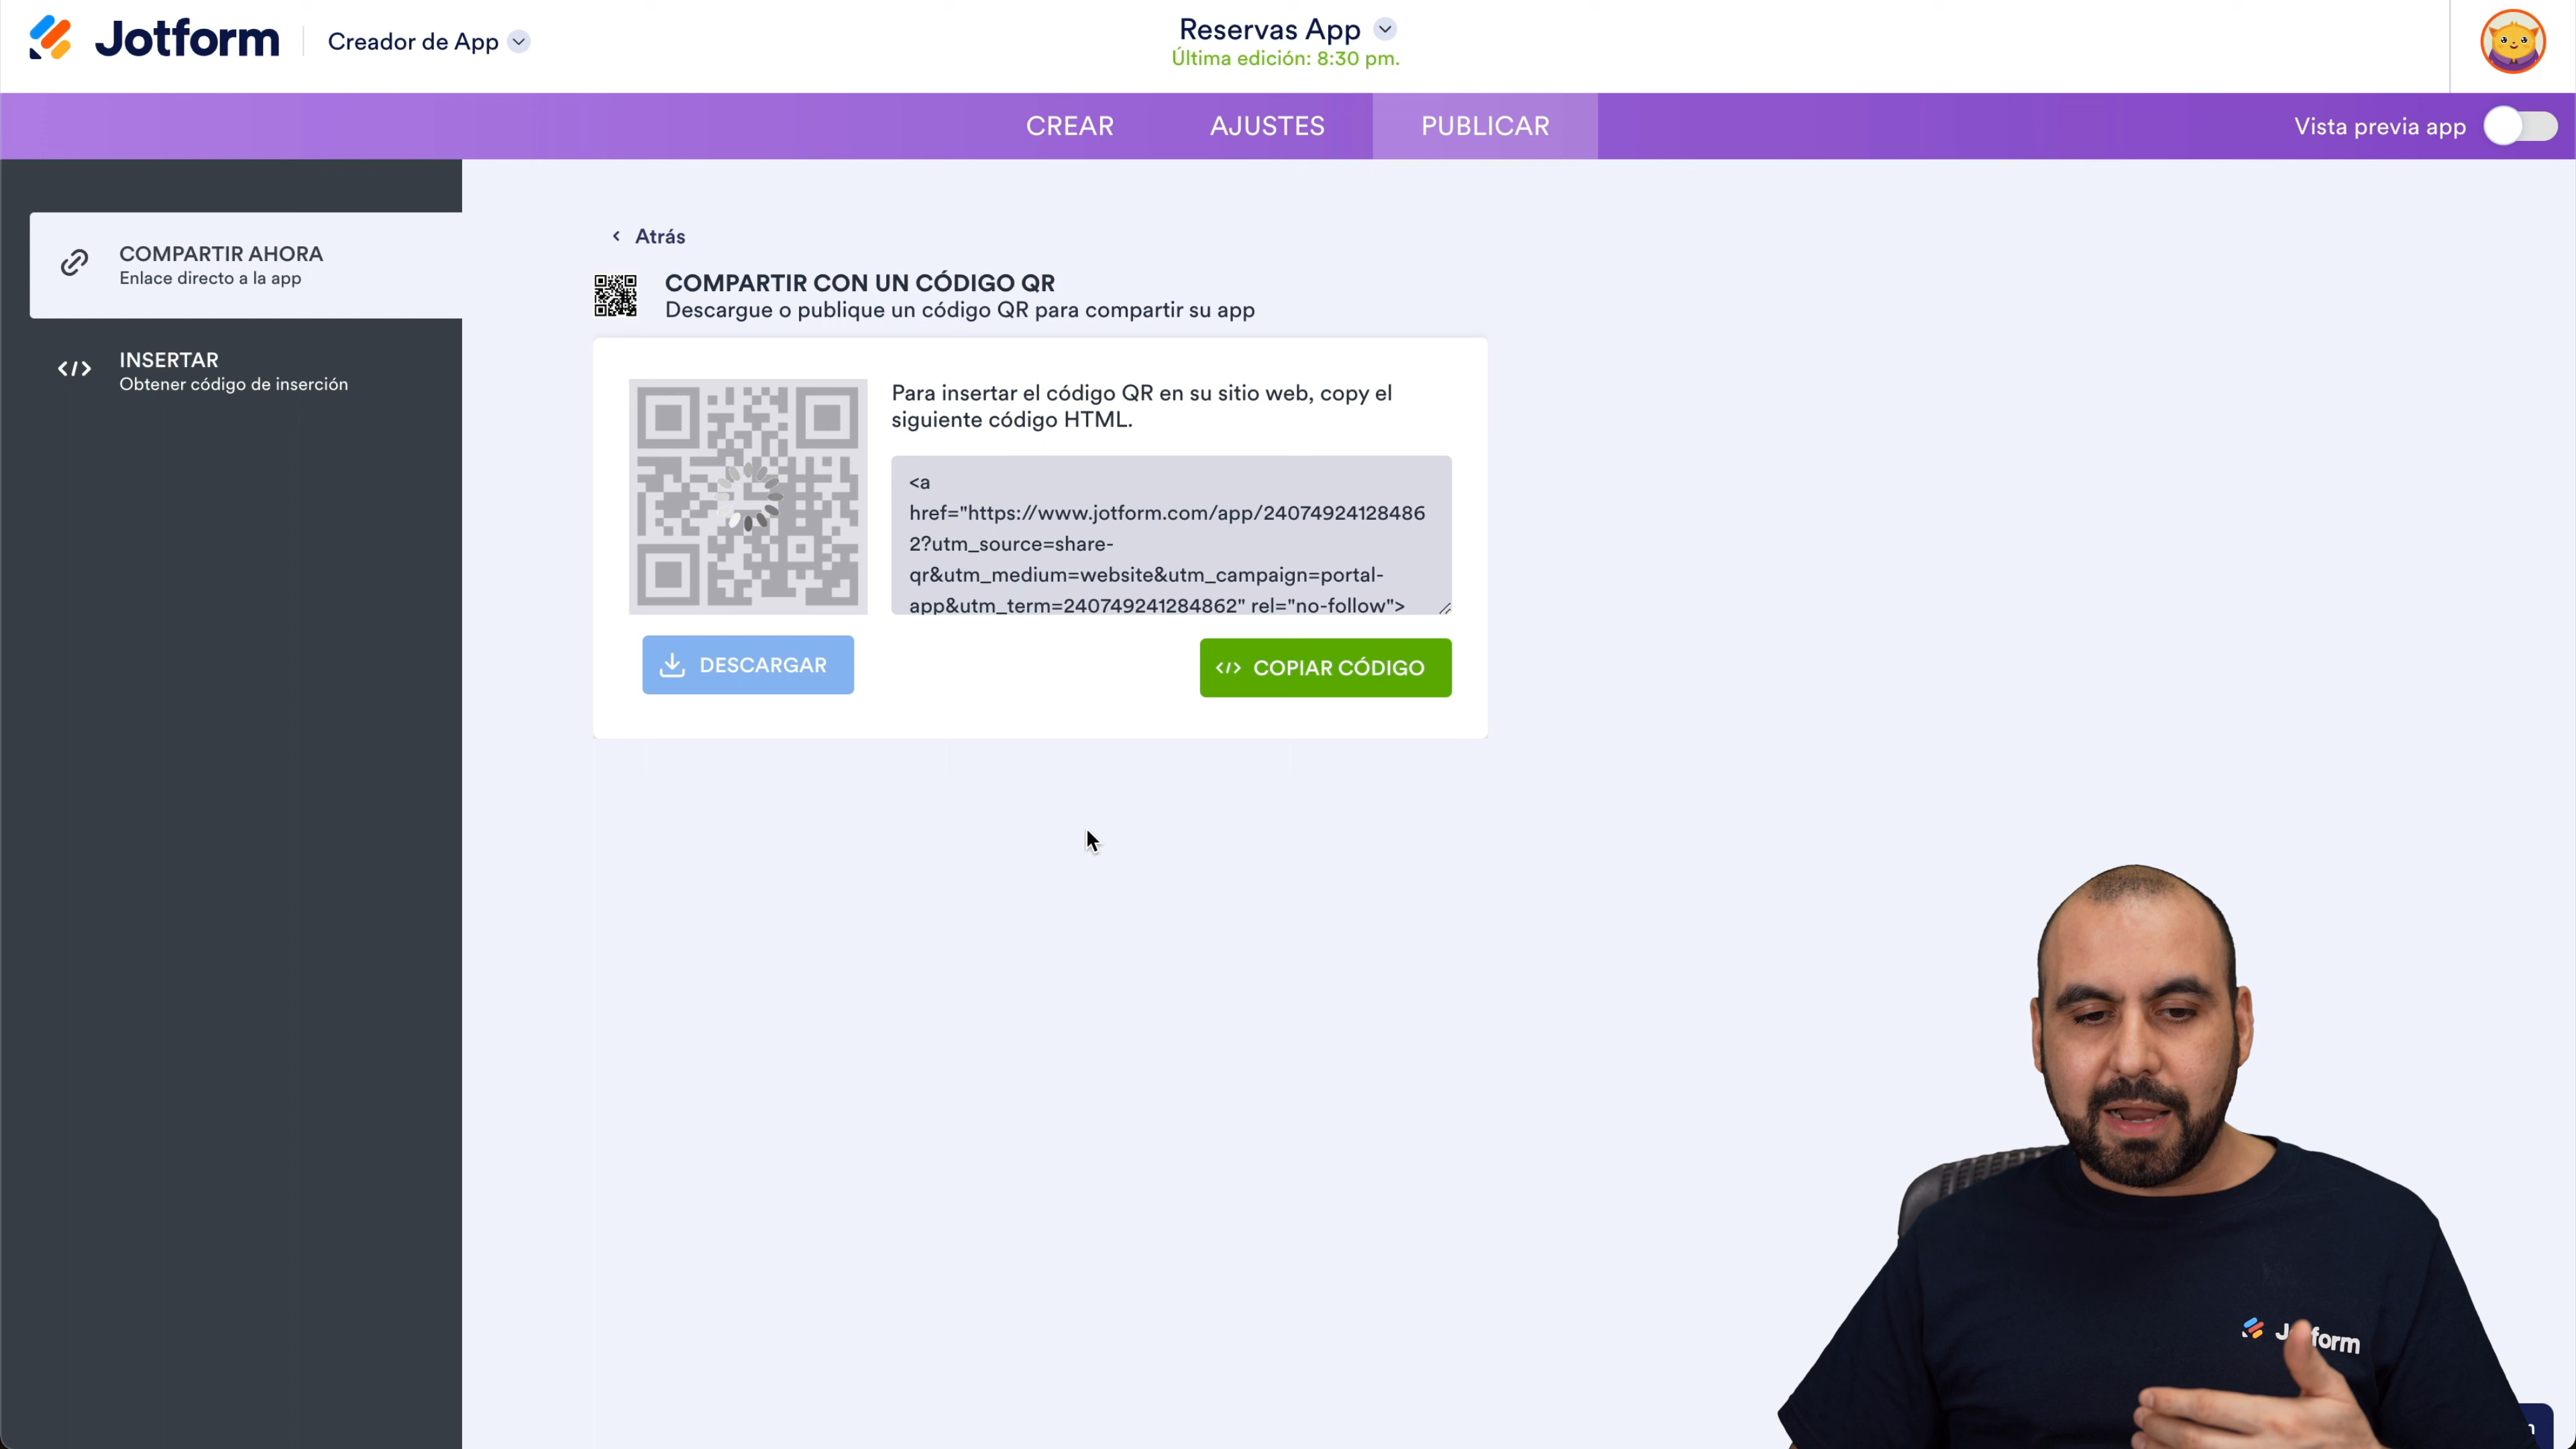 Jotform
Creador de App
Reservas App
Última edición: 8:30 pm.
CREAR
AJUSTES
PUBLICAR
Vista previa app
COMPARTIR AHORA
Enlace directo a la app
INSERTAR
Obtener código de inserción
Atrás
COMPARTIR CON UN CÓDIGO QR
Descargue o publique un código QR para compartir su app
Para insertar el código QR en su sitio web, copy el
siguiente código HTML.
<a
href="https://www.jotform.com/app/24074924128486
2?utm_source=share-
qr&utm_medium=website&utm_campaign=portal-
app&utm_term=240749241284862" rel="no-follow">
DESCARGAR
</> COPIAR CÓDIGO